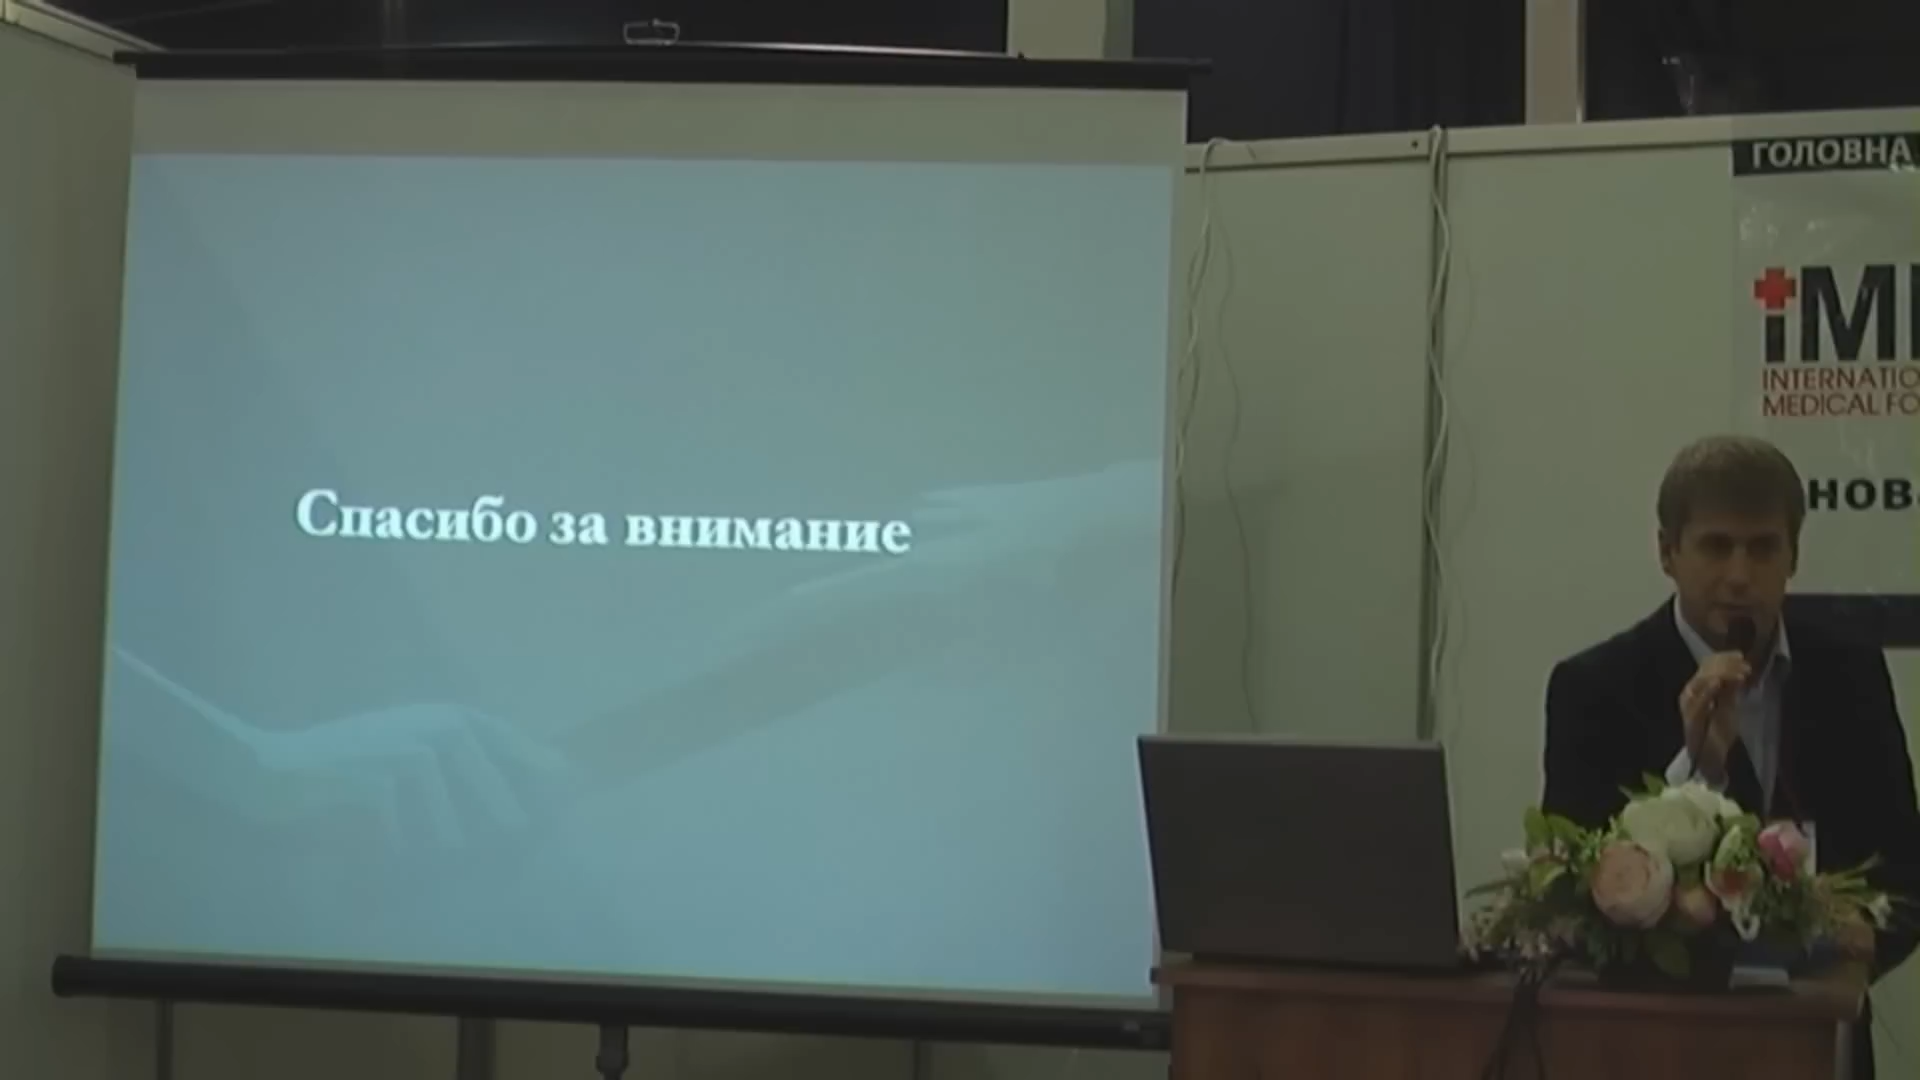 Спасибо за внимание
ГОЛОВНА
iM
INTERNATIO
MEDICAL FO
нов